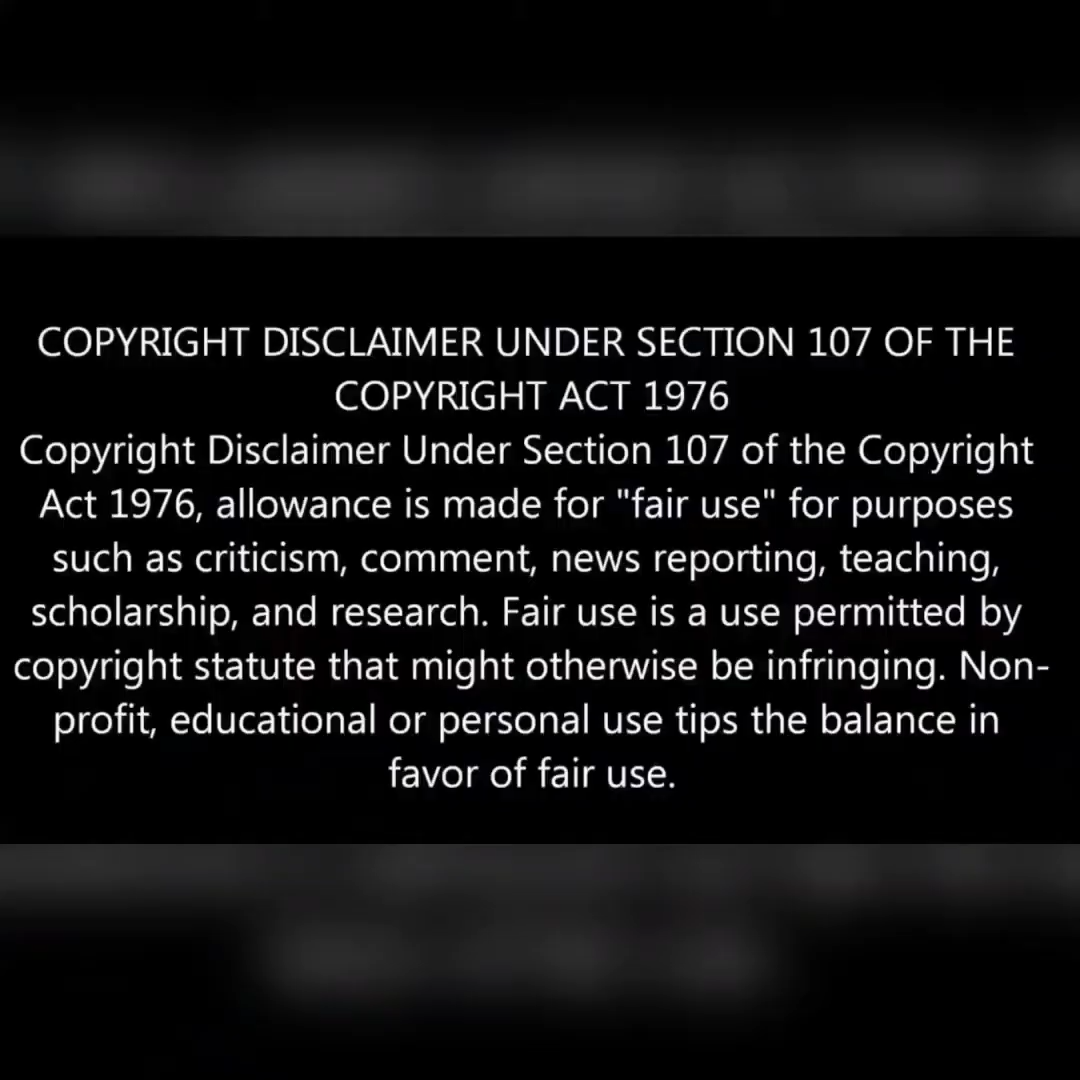 COPYRIGHT DISCLAIMER UNDER SECTION 107 OF THE
COPYRIGHT ACT 1976
Copyright Disclaimer Under Section 107 of the Copyright
Act 1976, allowance is made for "fair use" for purposes
such as criticism, comment, news reporting, teaching,
scholarship, and research. Fair use is a use permitted by
copyright statute that might otherwise be infringing. Non-
profit, educational or personal use tips the balance in
favor of fair use.